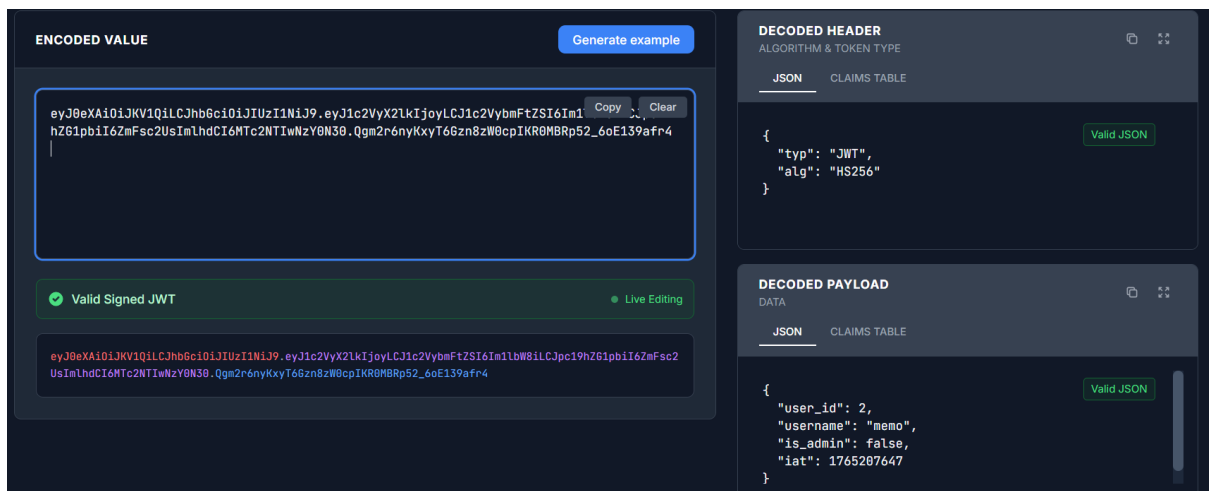 ENCODED VALUE
Generate example
eyJ0eXAiOiJKV1QiLCJhbGciOiJIUzI1NiJ9.eyJ1c2VyX2lkIjoyLCJ1c2VybmFtZSI6Im1
Copy Clear
hZG1pbiI6ZmFsc2UsImlhdCI6MTc2NTIwNzY0N30.Qgm2r6nyKxyT6Gzn8zW0cpIKR0MBRp52_6oE139afr4
Valid Signed JWT
Live Editing
eyJ0eXAiOiJKV1QiLCJhbGciOiJIUzI1NiJ9.eyJ1c2VyX2lkIjoyLCJ1c2VybmFtZSI6Im1lbW8iLCJpc19hZG1pbiI6ZmFsc2
UsImlhdCI6MTc2NTIwNzY0N30.Qgm2r6nyKxyT6Gzn8zW0cpIKR0MBRp52_6oE139afr4
DECODED HEADER
ALGORITHM & TOKEN TYPE
JSON CLAIMS TABLE
Valid JSON
{
"typ": "JWT",
"alg": "HS256"
}
DECODED PAYLOAD
DATA
JSON CLAIMS TABLE
Valid JSON
{
"user_id": 2,
"username": "memo",
"is_admin": false,
"iat": 1765207647
}